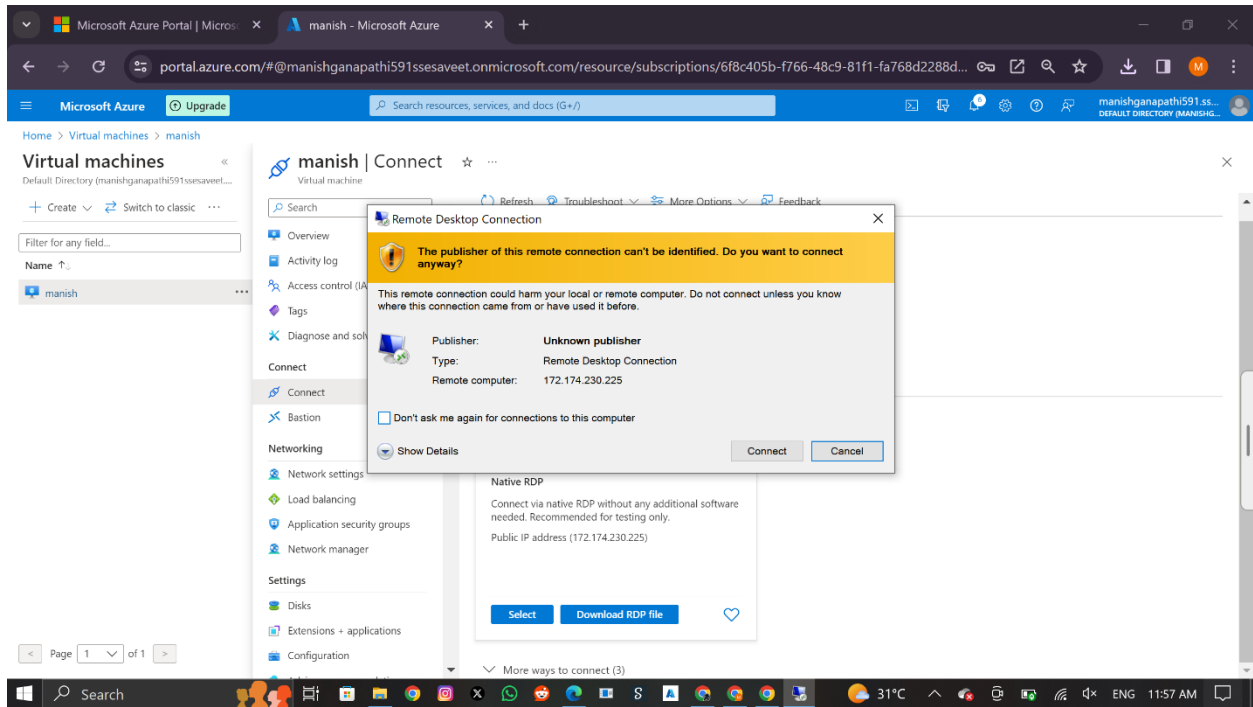 Microsoft Azure Portal | Micros
manish - Microsoft Azure
portal.azure.com/#@manishganapathi591ssesaveet.onmicrosoft.com/resource/subscriptions/6f8c405b-f766-48c9-81f1-fa768d2288d...
M
Microsoft Azure
Upgrade
Search resources, services, and docs (G+/)
6
manishganapathi591.ss...
DEFAULT DIRECTORY (MANISHG...
Home > Virtual machines > manish
Virtual machines
Default Directory (manishganapathi591ssesaveet....
Create
Switch to classic
Filter for any field...
Name
manish
Page 1 of 1
manish | Connect
Virtual machine
Search
Overview
Activity log
Access control (IA
Tags
Diagnose and solv
Connect
Connect
Bastion
Networking
Network settings
Load balancing
Application security groups
Network manager
Settings
Disks
Extensions + applications
Configuration
Refresh Troubleshoot More Options Feedback
Remote Desktop Connection
The publisher of this remote connection can't be identified. Do you want to connect
anyway?
This remote connection could harm your local or remote computer. Do not connect unless you know
where this connection came from or have used it before.
Publisher: Unknown publisher
Type: Remote Desktop Connection
Remote computer: 172.174.230.225
Don't ask me again for connections to this computer
Show Details
Connect
Cancel
Native RDP
Connect via native RDP without any additional software
needed. Recommended for testing only.
Public IP address (172.174.230.225)
Select
Download RDP file
More ways to connect (3)
Search
31°C
ENG
11:57 AM